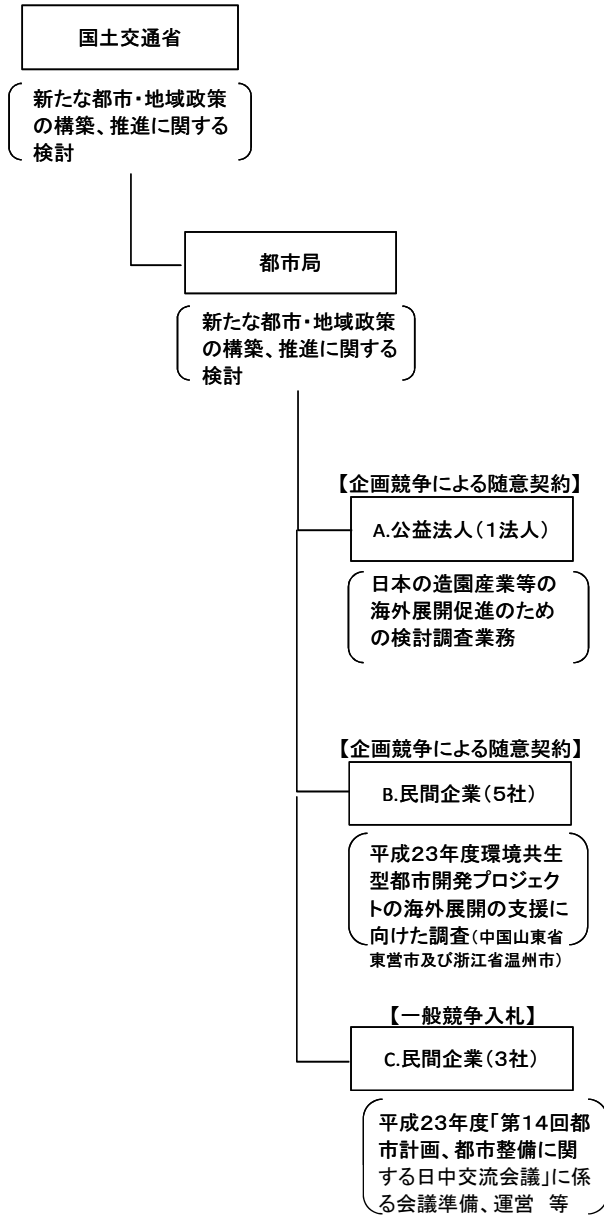 国土交通省
新たな都市・地域政策
の構築、推進に関する
検討
都市局
新たな都市・地域政策
の構築、推進に関する
検討
【企画競争による随意契約】
A.公益法人（１法人）
日本の造園産業等の
海外展開促進のため
の検討調査業務
【企画競争による随意契約】
B.民間企業（５社）
平成２３年度環境共生
型都市開発プロジェク
トの海外展開の支援に
向けた調査（中国山東省
東営市及び浙江省温州市）
【一般競争入札】
C.民間企業（３社）
平成２３年度「第１４回都
市計画、都市整備に関
する日中交流会議」に係
る会議準備、運営　等